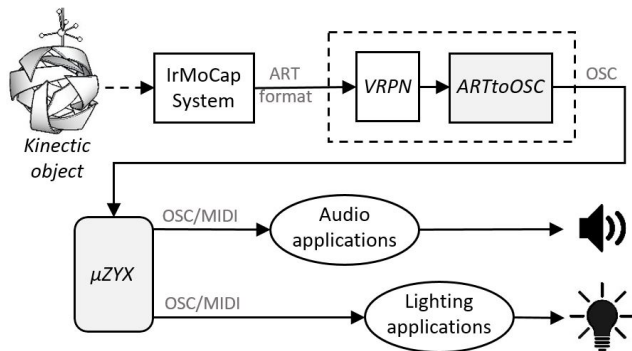 IrMoCap
System
ART
format
VRPN
ARTtoOSC
OSC
Kinectic
object
μZYX
OSC/MIDI
Audio
applications
OSC/MIDI
Lighting
applications